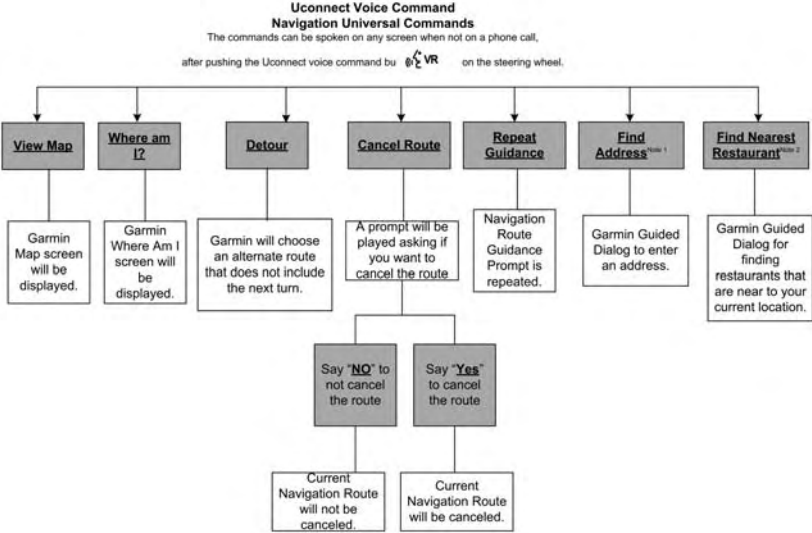 Uconnect Voice Command
Navigation Universal Commands
The commands can be spoken on any screen when not on a phone call,
after pushing the Uconnect voice command bu VR on the steering wheel.
View Map
Where am
I?
Detour
Cancel Route
Repeat
Guidance
Find
Address Note 1
Find Nearest
Restaurant Note 2
Garmin
Map screen
will be
displayed.
Garmin
Where Am I
screen will
be
displayed.
Garmin will choose
an alternate route
that does not include
the next turn.
A prompt will be
played asking if
you want to
cancel the route
Navigation
Route
Guidance
Prompt is
repeated.
Garmin Guided
Dialog to enter
an address.
Garmin Guided
Dialog for
finding
restaurants
that are near to your
current location.
Say "NO" to
not cancel
the route
Say "Yes"
to cancel
the route
Current
Navigation Route
will not be
canceled.
Current
Navigation Route
will be canceled.